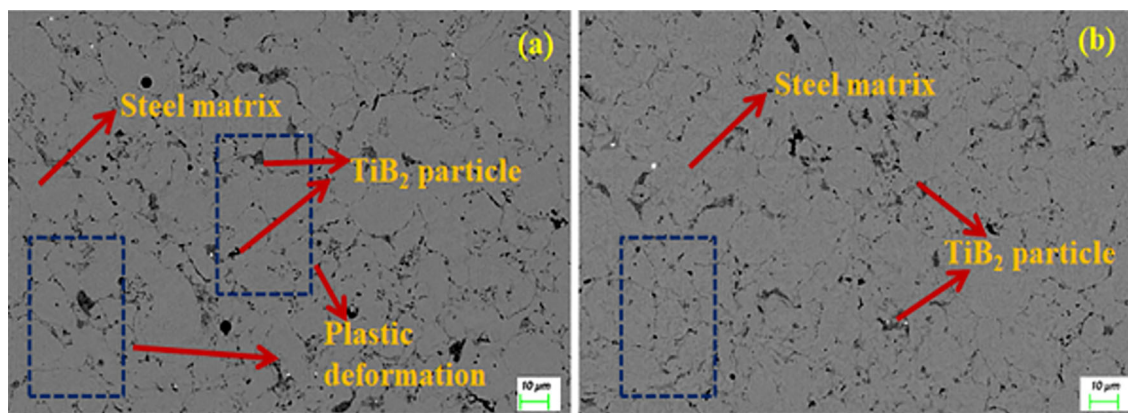 (a)
Steel matrix
TiB₂ particle
Plastic
deformation
10 µm
(b)
Steel matrix
TiB₂ particle
10 µm